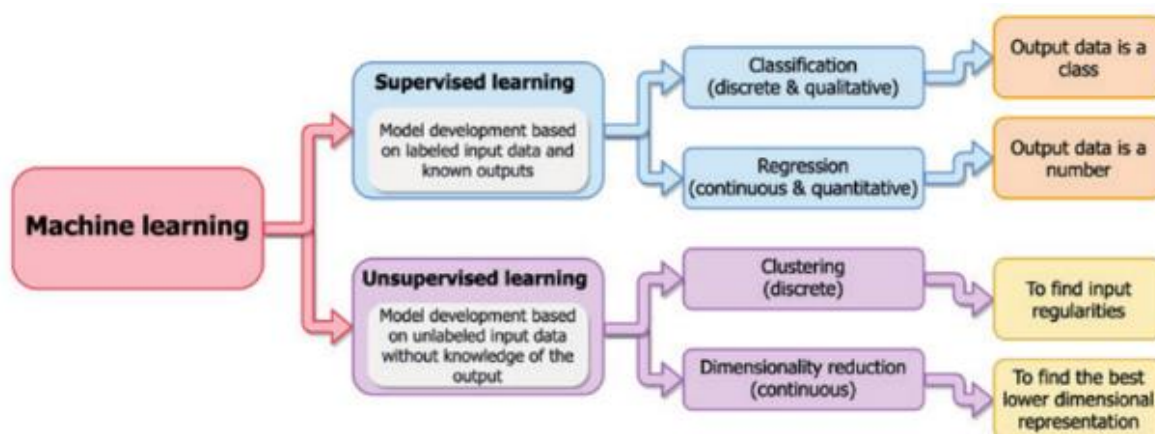 Machine learning
Supervised learning
Model development based
on labeled input data and
known outputs
Classification
(discrete & qualitative)
Output data is a
class
Regression
(continuous & quantitative)
Output data is a
number
Unsupervised learning
Model development based
on unlabeled input data
without knowledge of the
output
Clustering
(discrete)
To find input
regularities
Dimensionality reduction
(continuous)
To find the best
lower dimensional
representation